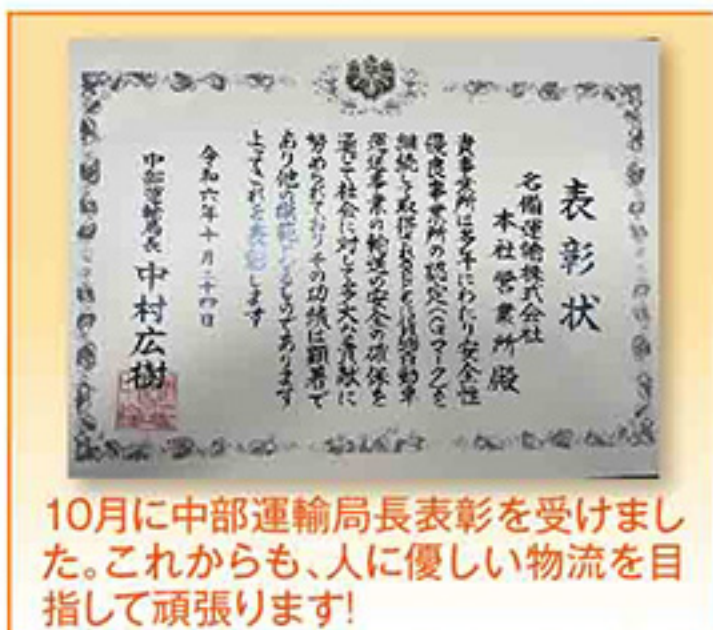 表彰状
名備運輸株式会社
本社営業所殿
貴事業所は多年にわたり安全性
優良事業所の認定(Gマーク)を
継続して取得されるとともに貨物自動車
運送事業の輸送の安全の確保を
通じて社会に対して多大な貢献に
努められておりその功績は顕著で
あり他の模範となるものであります
よってこれを表彰します
令和六年十月二十四日
中部運輸局長 中村広樹
10月に中部運輸局長表彰を受けまし
た。これからも、人に優しい物流を目
指して頑張ります!